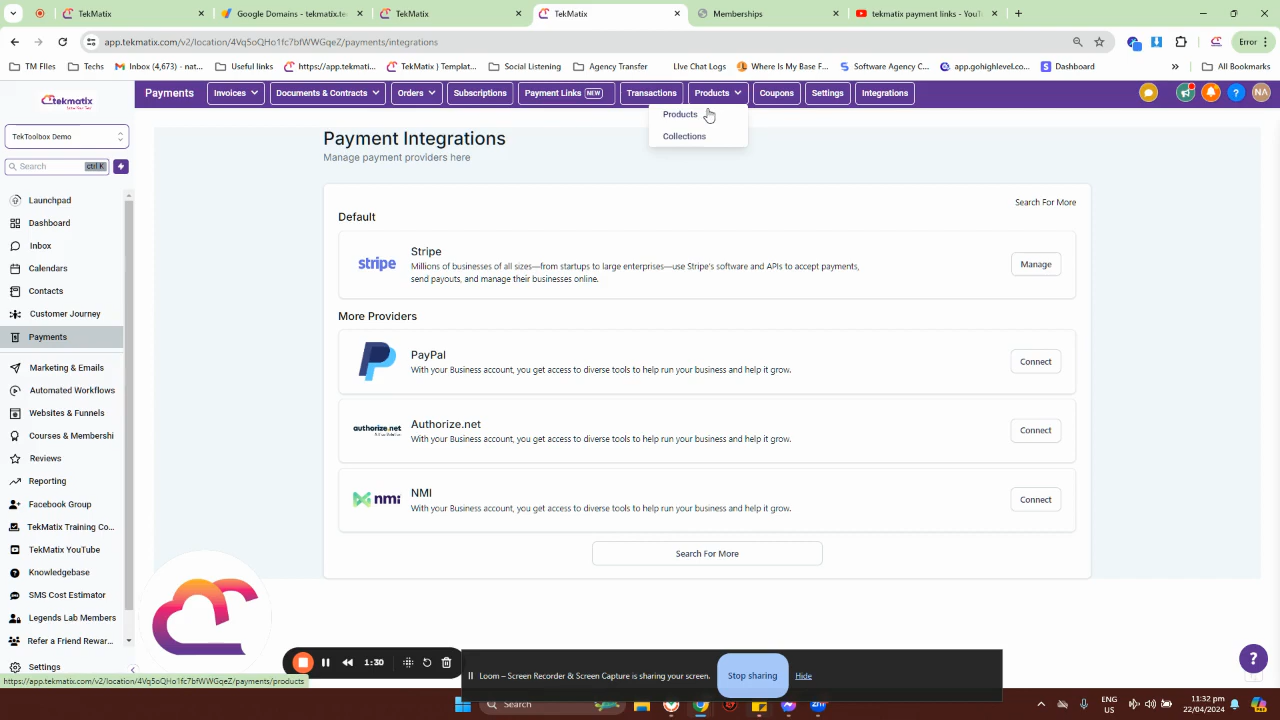 TekMatix
Google Domains - tekmatix.
TekMatix
TekMatix
Memberships
tekmatix payment links - You
app.tekmatix.com/v2/location/4Vq5oQHo1fc7bfWWGqeZ/payments/integrations
Error
TM FIles
Techs
Inbox (4,673) - nat...
Useful links
https://app.tekmati...
TekMatix | Templat...
Social Listening
Agency Transfer
Live Chat Logs
Where Is My Base F...
Software Agency C...
app.gohighlevel.co...
Dashboard
»
All Bookmarks
tekmatix
Payments
Invoices
Documents & Contracts
Orders
Subscriptions
Payment Links NEW
Transactions
Products
Coupons
Settings
Integrations
NA
Products
Collections
TekToolbox Demo
Search
ctrl K
Launchpad
Dashboard
Inbox
Calendars
Contacts
Customer Journey
Payments
Marketing & Emails
Automated Workflows
Websites & Funnels
Courses & Membershi
Reviews
Reporting
Facebook Group
TekMatix Training Co...
TekMatix YouTube
Knowledgebase
SMS Cost Estimator
Legends Lab Members
Refer a Friend Rewar...
Settings
Payment Integrations
Manage payment providers here
Search For More
Default
stripe
Stripe
Millions of businesses of all sizes—from startups to large enterprises—use Stripe's software and APIs to accept payments,
send payouts, and manage their businesses online.
Manage
More Providers
PayPal
With your Business account, you get access to diverse tools to help run your business and help it grow.
Connect
authorize.net
Authorize.net
With your Business account, you get access to diverse tools to help run your business and help it grow.
Connect
nmi
NMI
With your Business account, you get access to diverse tools to help run your business and help it grow.
Connect
Search For More
1:30
Loom – Screen Recorder & Screen Capture is sharing your screen.
Stop sharing
Hide
?
https://app.tekmatix.com/v2/location/4Vq5oQHo1fc7bfWWGqeZ/payments/products
Search
ENG
US
11:32 pm
22/04/2024